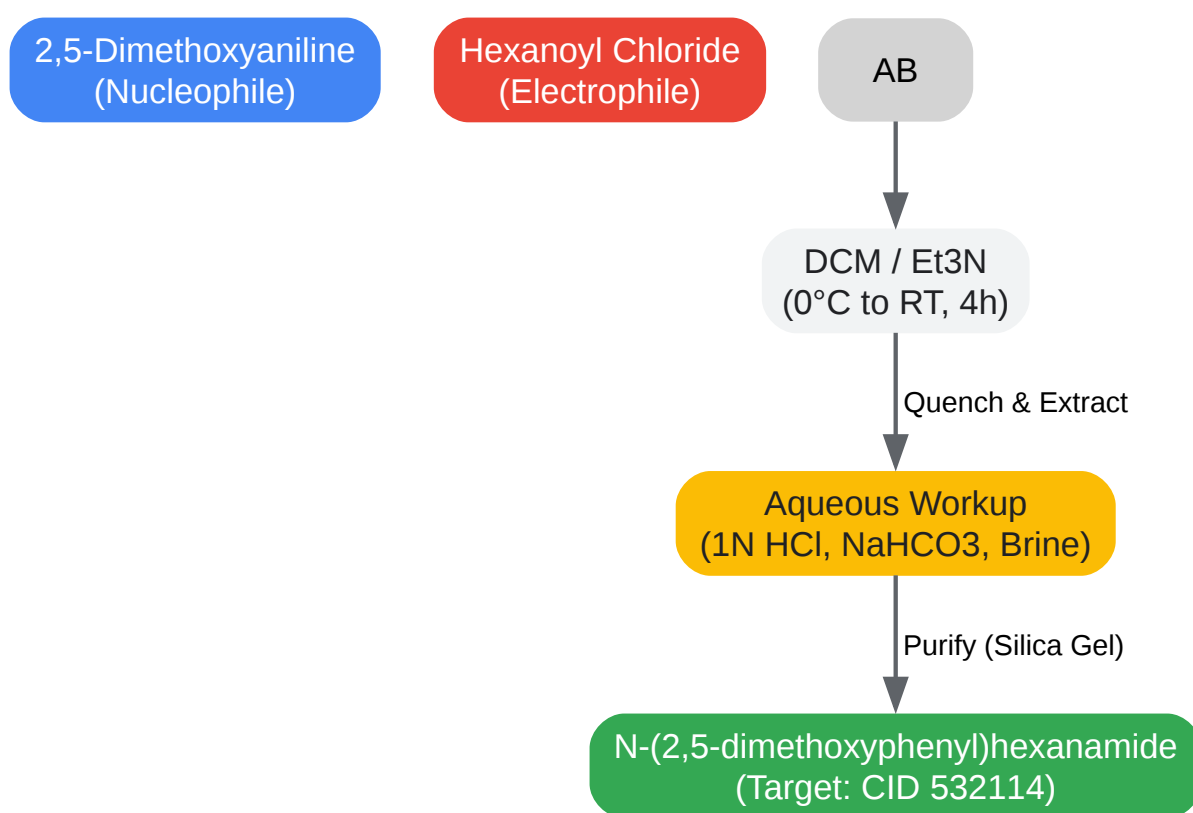 2,5-Dimethoxyaniline
(Nucleophile)
Hexanoyl Chloride
(Electrophile)
AB
DCM / Et3N
(0°C to RT, 4h)
Quench & Extract
Aqueous Workup
(1N HCl, NaHCO3, Brine)
Purify (Silica Gel)
N-(2,5-dimethoxyphenyl)hexanamide
(Target: CID 532114)